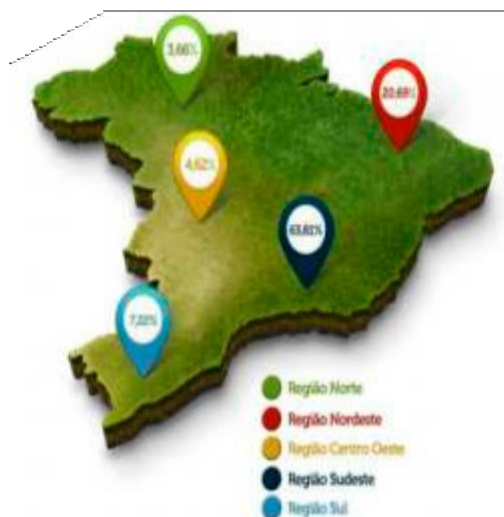 3,66%
20,69%
4,62%
63,81%
7,22%
Região Norte
Região Nordeste
Região Centro Oeste
Região Sudeste
Região Sul